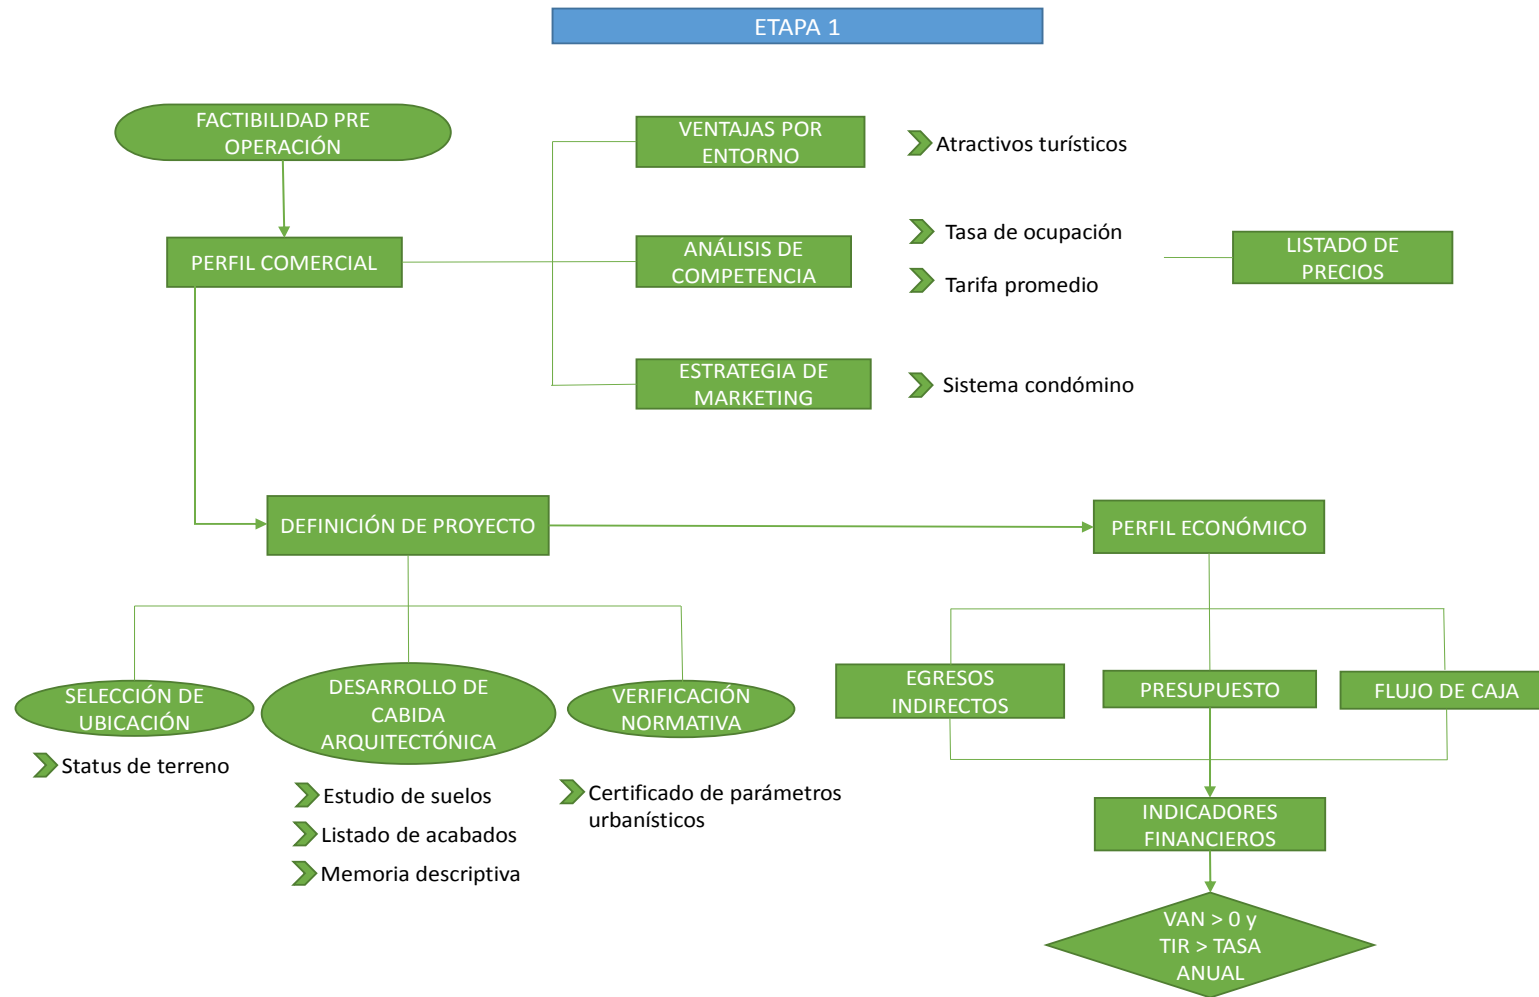 ETAPA 1
FACTIBILIDAD PRE
OPERACIÓN
VENTAJAS POR
ENTORNO
Atractivos turísticos
PERFIL COMERCIAL
ANÁLISIS DE
COMPETENCIA
Tasa de ocupación
Tarifa promedio
LISTADO DE
PRECIOS
ESTRATEGIA DE
MARKETING
Sistema condómino
DEFINICIÓN DE PROYECTO
PERFIL ECONÓMICO
SELECCIÓN DE
UBICACIÓN
Status de terreno
DESARROLLO DE
CABIDA
ARQUITECTÓNICA
Estudio de suelos
Listado de acabados
Memoria descriptiva
VERIFICACIÓN
NORMATIVA
Certificado de parámetros
urbanísticos
EGRESOS
INDIRECTOS
PRESUPUESTO
FLUJO DE CAJA
INDICADORES
FINANCIEROS
VAN > 0 y
TIR > TASA
ANUAL